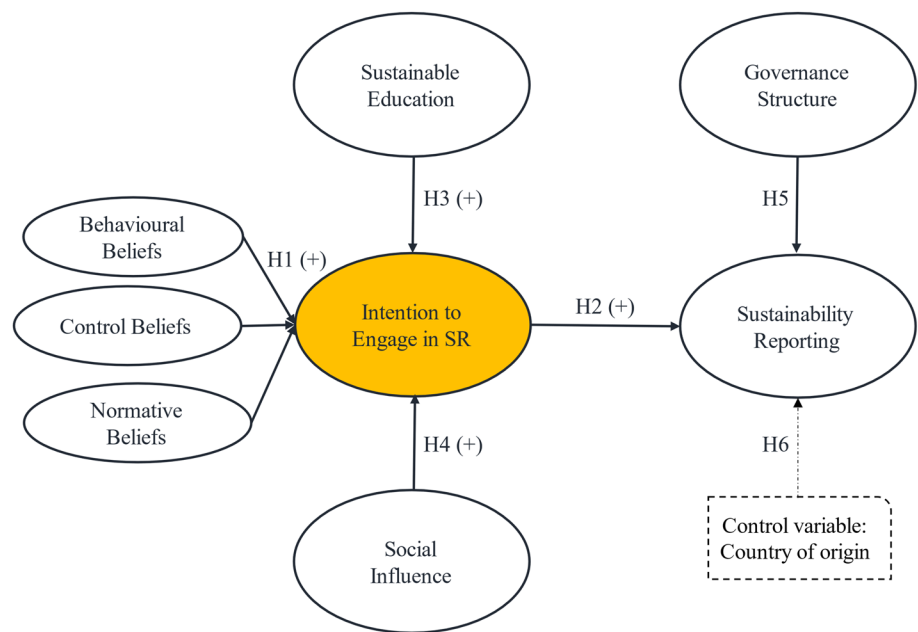 Sustainable
Education
Governance
Structure
H3 (+)
H5
Behavioural
Beliefs
H1 (+)
Control Beliefs
Normative
Beliefs
Intention to
Engage in SR
H2 (+)
Sustainability
Reporting
H4 (+)
H6
Social
Influence
Control variable:
Country of origin